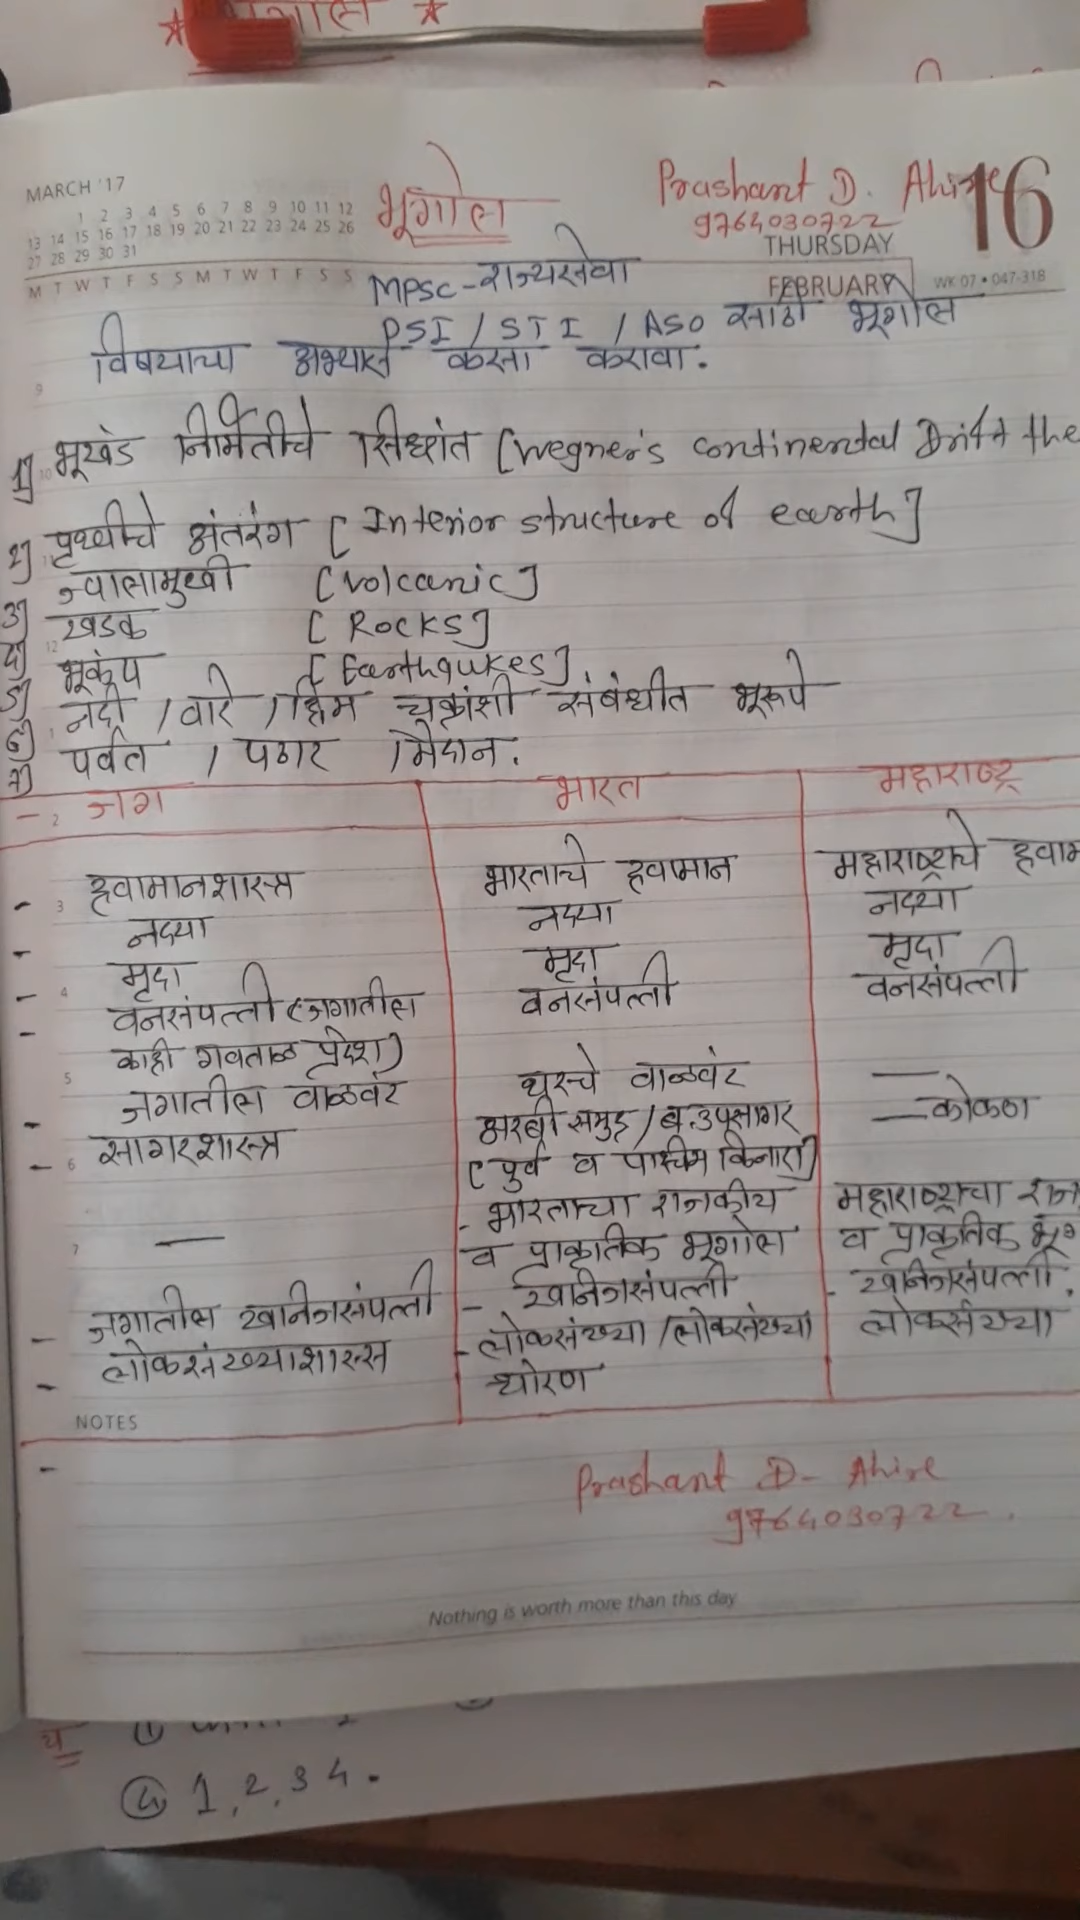 MARCH '17
1 2 3 4 5 6 7 8 9 10 11 12
13 14 15 16 17 18 19 20 21 22 23 24 25 26
27 28 29 30 31
M T W T F S S M T W T F S S
भूगोल
Prashant D. Ahire
9764030722
16
THURSDAY
FEBRUARY
WK 07 • 047-318
MPSC - राज्यसेवा
PSI / STI / ASO साठी भूगोल
विषयाचा अभ्यास कसा करावा.
1] भूखंड निर्मितीचे सिध्दांत [Wegner's continental Drift the
2] पृथ्वीचे अंतरंग [Interior structure of earth]
3] ज्वालामुखी [volcanic]
4] खडक [Rocks]
5] भूकंप [Earthqukes]
6] नदी / वारे / हिम चक्रांशी संबंधीत भूरूपे
7] पर्वत / पठार / मैदान.
जग भारत महाराष्ट्र
- हवामानशास्त्र भारताचे हवामान महाराष्ट्राचे हवाम
- नद्या नद्या नद्या
- मृदा मृदा मृदा
- वनसंपत्ती (जगातील वनसंपत्ती वनसंपत्ती
काही गवताळ प्रदेश)
- जगातील वाळवंट थरचे वाळवंट —
- सागरशास्त्र अरबी समुद्र / बं.उपसागर — कोकण
[पुर्व व पश्चिम किनारा]
— - भारताचा राजकीय महाराष्ट्राचा राज
व प्राकृतिक भूगोल व प्राकृतिक भूग
- जगातील खनिजसंपत्ती - खनिजसंपत्ती - खनिजसंपत्ती.
- लोकसंख्याशास्त्र - लोकसंख्या / लोकसंख्या लोकसंख्या
धोरण
NOTES
Prashant D. Ahire
9764030722.
Nothing is worth more than this day
④ 1, 2, 3 4.